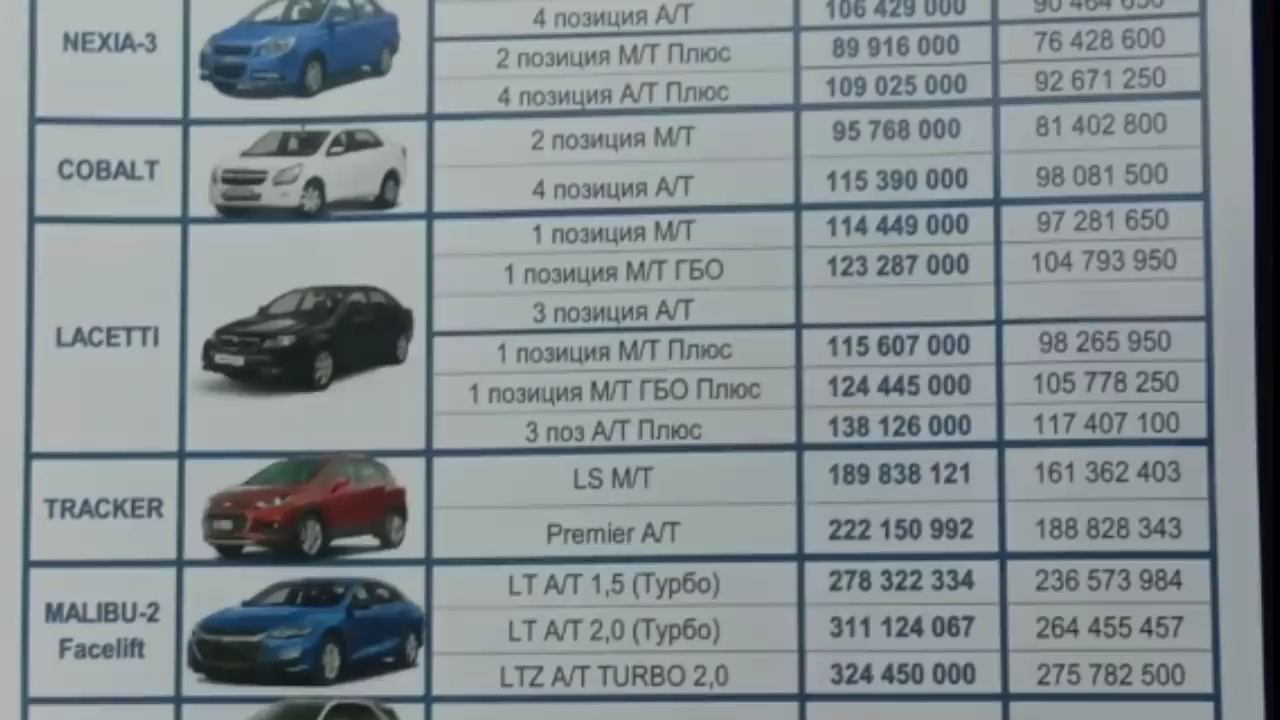 4 позиция А/Т 106 429 000 90 464 650
NEXIA-3 2 позиция М/Т Плюс 89 916 000 76 428 600
4 позиция А/Т Плюс 109 025 000 92 671 250
COBALT 2 позиция М/Т 95 768 000 81 402 800
4 позиция А/Т 115 390 000 98 081 500
1 позиция М/Т 114 449 000 97 281 650
1 позиция М/Т ГБО 123 287 000 104 793 950
3 позиция А/Т
LACETTI 1 позиция М/Т Плюс 115 607 000 98 265 950
1 позиция М/Т ГБО Плюс 124 445 000 105 778 250
3 поз А/Т Плюс 138 126 000 117 407 100
TRACKER LS M/T 189 838 121 161 362 403
Premier A/T 222 150 992 188 828 343
MALIBU-2 LT A/T 1,5 (Турбо) 278 322 334 236 573 984
Facelift LT A/T 2,0 (Турбо) 311 124 067 264 455 457
LTZ A/T TURBO 2,0 324 450 000 275 782 500